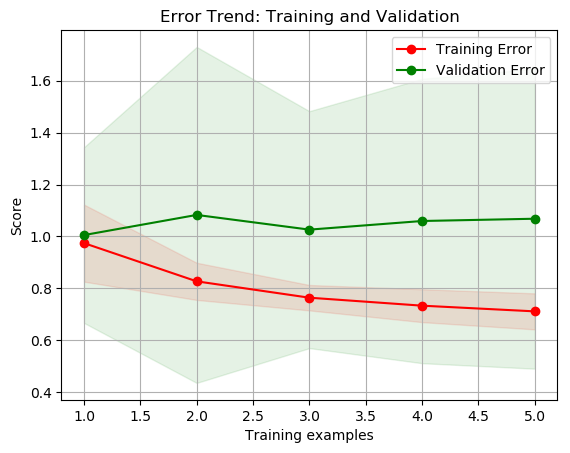 Error Trend: Training and Validation
Training Error
Validation Error
Score
1.6
1.4
1.2
1.0
0.8
0.6
0.4
1.0 1.5 2.0 2.5 3.0 3.5 4.0 4.5 5.0
Training examples